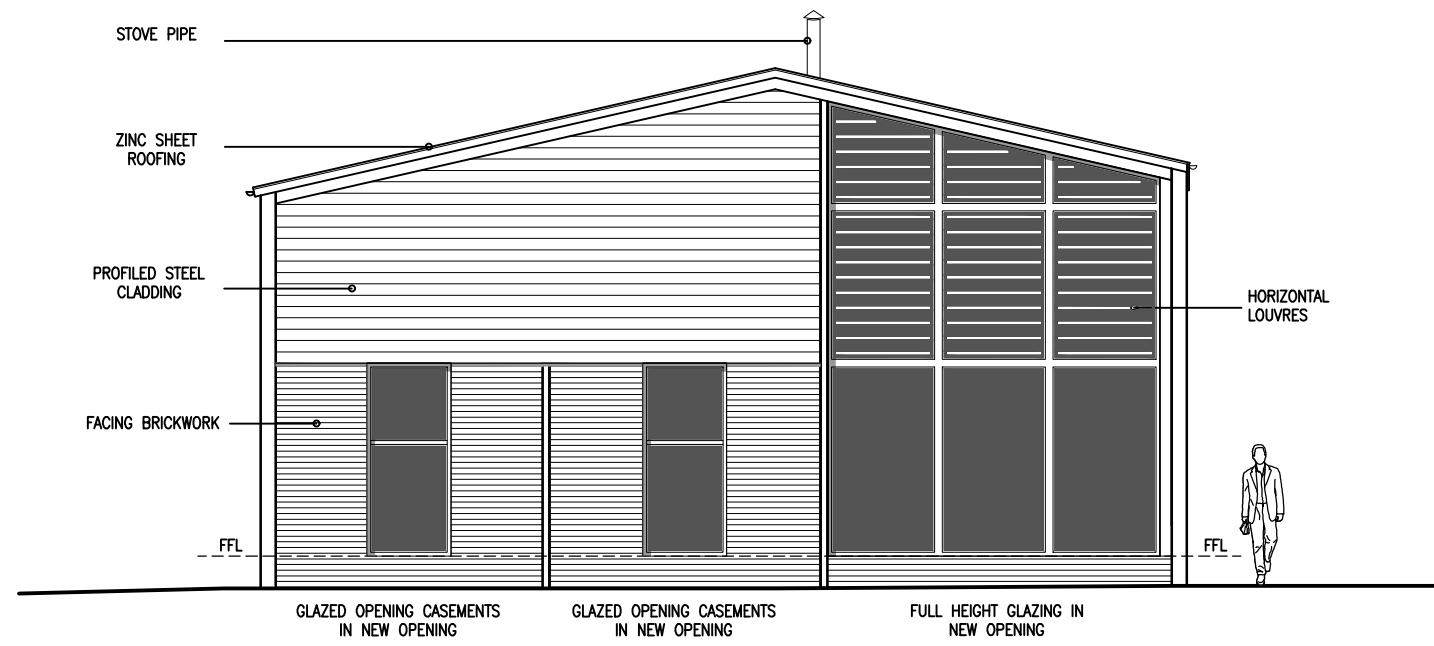 STOVE PIPE
ZINC SHEET
ROOFING
PROFILED STEEL
CLADDING
HORIZONTAL
LOUVRES
FACING BRICKWORK
FFL
FFL
GLAZED OPENING CASEMENTS
IN NEW OPENING
GLAZED OPENING CASEMENTS
IN NEW OPENING
FULL HEIGHT GLAZING IN
NEW OPENING